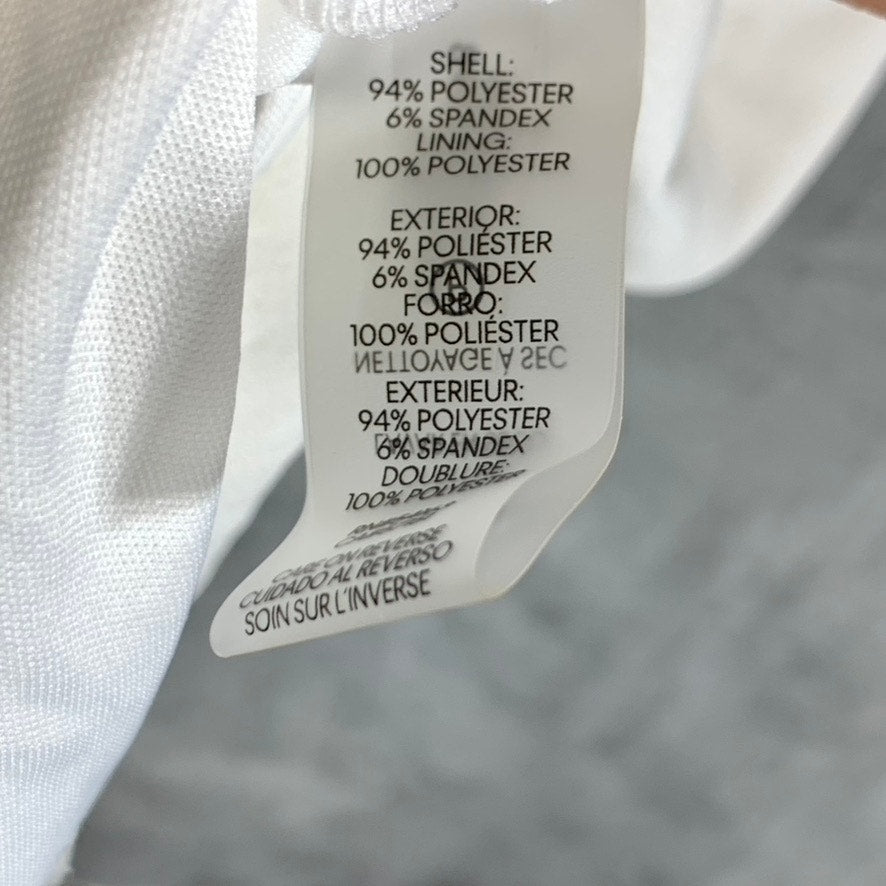 SHELL:
94% POLYESTER
6% SPANDEX
LINING:
100% POLYESTER
EXTERIOR:
94% POLIÉSTER
6% SPANDEX
FORRO:
100% POLIÉSTER
NETTOYAGE À SEC
EXTERIEUR:
94% POLYESTER
6% SPANDEX
DOUBLURE:
100% POLYESTER
CARE ON REVERSE
CUIDADO AL REVERSO
SOIN SUR L'INVERSE